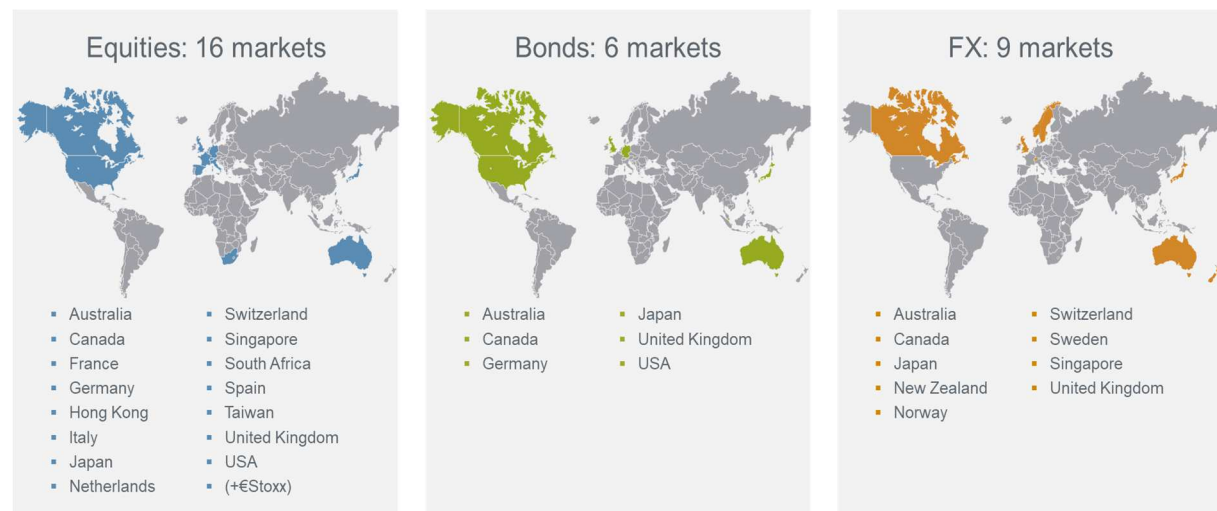 Equities: 16 markets
Australia
Canada
France
Germany
Hong Kong
Italy
Japan
Netherlands
Switzerland
Singapore
South Africa
Spain
Taiwan
United Kingdom
USA
(+€Stoxx)
Bonds: 6 markets
Australia
Canada
Germany
Japan
United Kingdom
USA
FX: 9 markets
Australia
Canada
Japan
New Zealand
Norway
Switzerland
Sweden
Singapore
United Kingdom